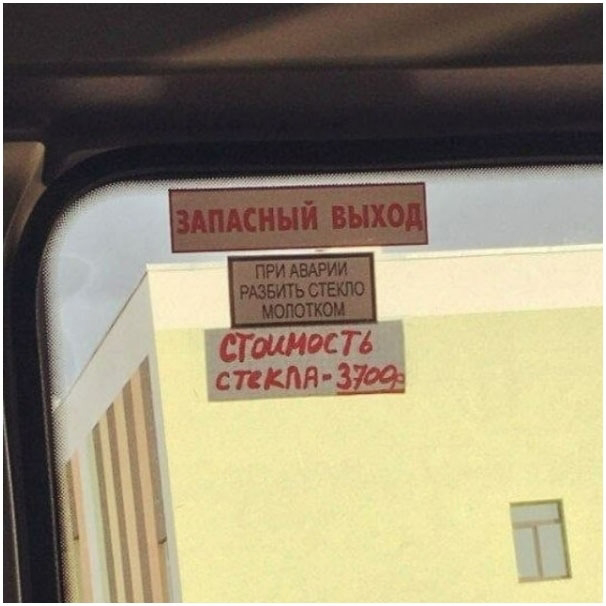 ЗАПАСНЫЙ ВЫХОД
ПРИ АВАРИИ
РАЗБИТЬ СТЕКЛО
МОЛОТКОМ
СТОИМОСТЬ
СТЕКЛА-3700р